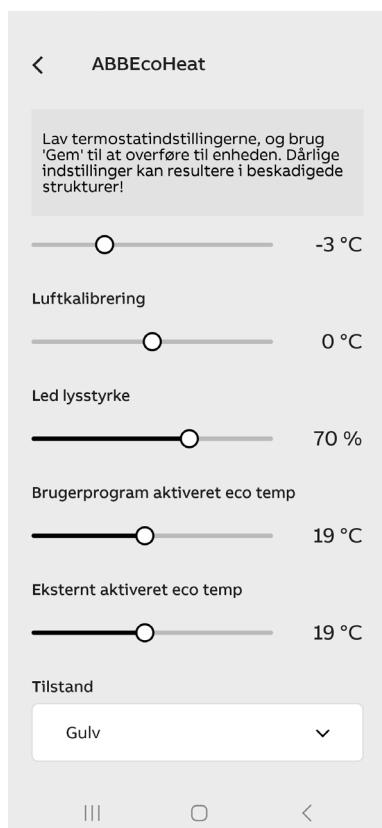 ABBEcoHeat
Lav termostatindstillingerne, og brug
'Gem' til at overføre til enheden. Dårlige
indstillinger kan resultere i beskadigede
strukturer!
-3 °C
Luftkalibrering
0 °C
Led lysstyrke
70 %
Brugerprogram aktiveret eco temp
19 °C
Eksternt aktiveret eco temp
19 °C
Tilstand
Gulv